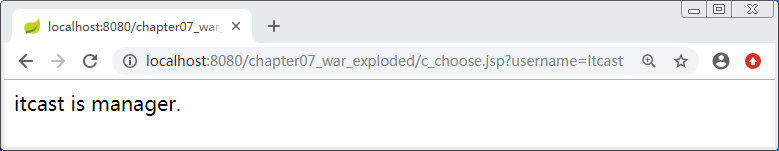 localhost:8080/chapter07_war_
localhost:8080/chapter07_war_exploded/c_choose.jsp?username=itcast
itcast is manager.